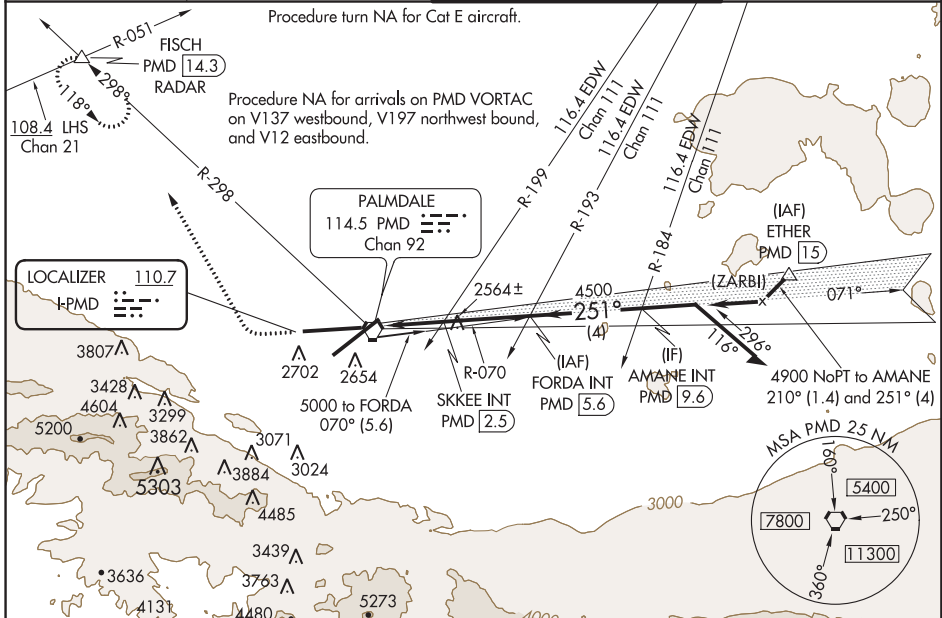 Procedure turn NA for Cat E aircraft.
R-051
FISCH
PMD 14.3
RADAR
298°
118°
108.4 LHS
Chan 21
Procedure NA for arrivals on PMD VORTAC
on V137 westbound, V197 northwest bound,
and V12 eastbound.
116.4 EDW
Chan 111
116.4 EDW
Chan 111
116.4 EDW
Chan 111
R-298
R-199
R-193
R-184
PALMDALE
114.5 PMD
Chan 92
(IAF)
ETHER
PMD 15
(ZARBI)
LOCALIZER 110.7
I-PMD
2564±
4500
251°
(4)
071°
296°
116°
3807
2702
2654
R-070
5000 to FORDA
070° (5.6)
SKKEE INT
PMD 2.5
(IAF)
FORDA INT
PMD 5.6
(IF)
AMANE INT
PMD 9.6
4900 NoPT to AMANE
210° (1.4) and 251° (4)
3428
3299
4604
5200
3862
3071
3024
5303
3884
4485
3000
MSA PMD 25 NM
160°
5400
250°
7800
11300
360°
3439
3636
3763
5273
4131
4480
4000